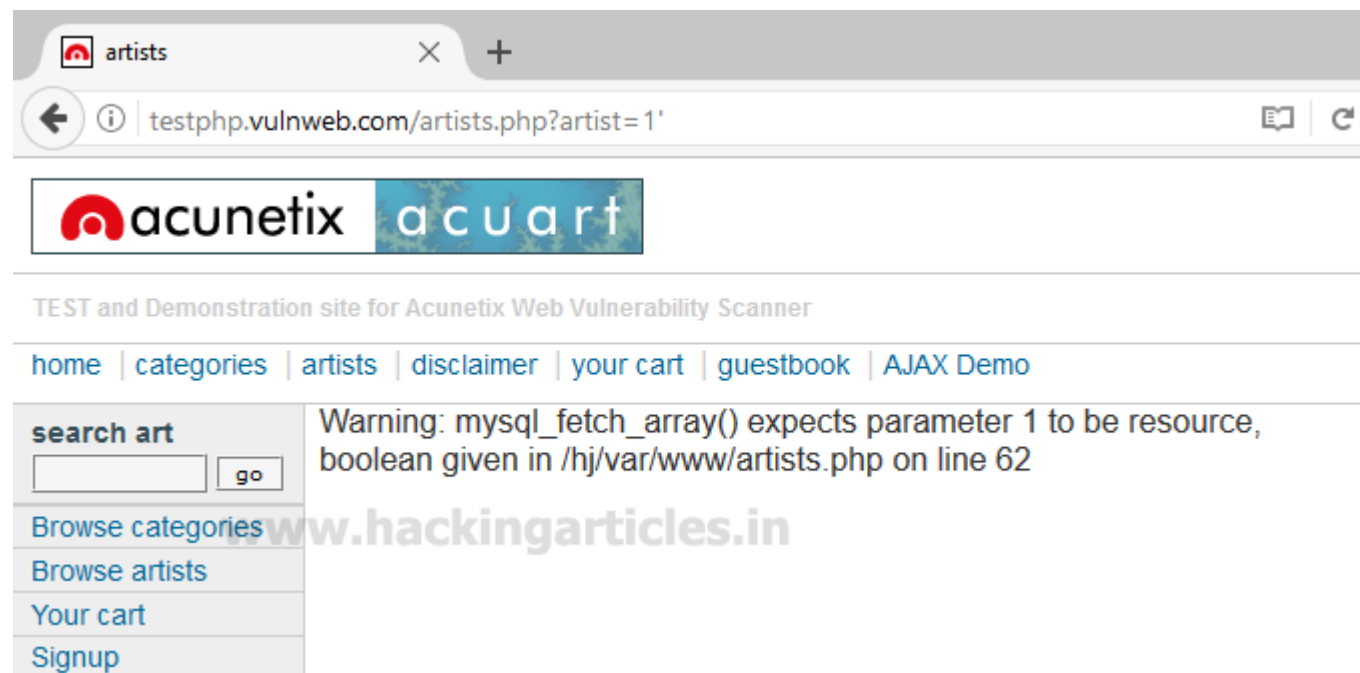 artists
testphp.vulnweb.com/artists.php?artist=1'
acunetix acuart
TEST and Demonstration site for Acunetix Web Vulnerability Scanner
home | categories | artists | disclaimer | your cart | guestbook | AJAX Demo
search art
go
Warning: mysql_fetch_array() expects parameter 1 to be resource,
boolean given in /hj/var/www/artists.php on line 62
www.hackingarticles.in
Browse categories
Browse artists
Your cart
Signup